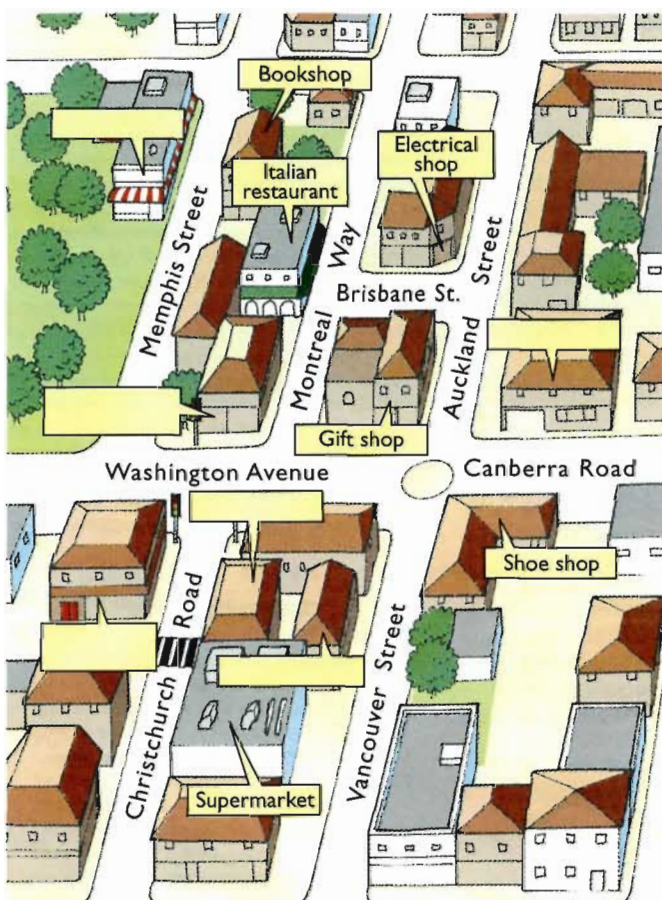 Bookshop
Italian
restaurant
Electrical
shop
Memphis Street
Montreal Way
Brisbane St.
Auckland Street
Gift shop
Washington Avenue
Canberra Road
Shoe shop
Christchurch Road
Vancouver Street
Supermarket